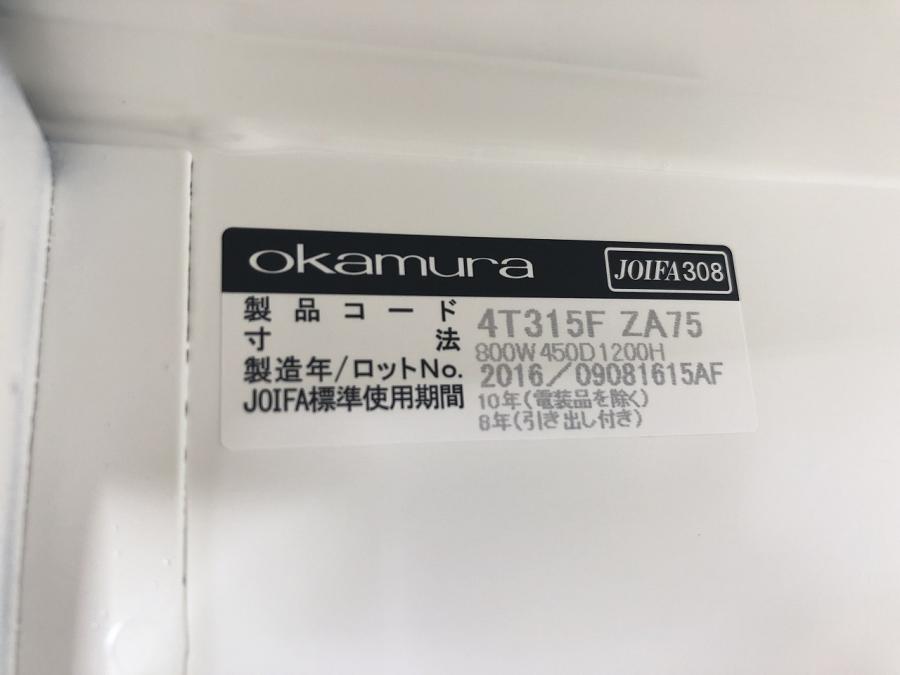 okamura JOIFA308
製品コード 4T315F ZA75
寸法 800W450D1200H
製造年/ロットNo. 2016/09081615AF
JOIFA標準使用期間 10年(電装品を除く)
8年(引き出し付き)